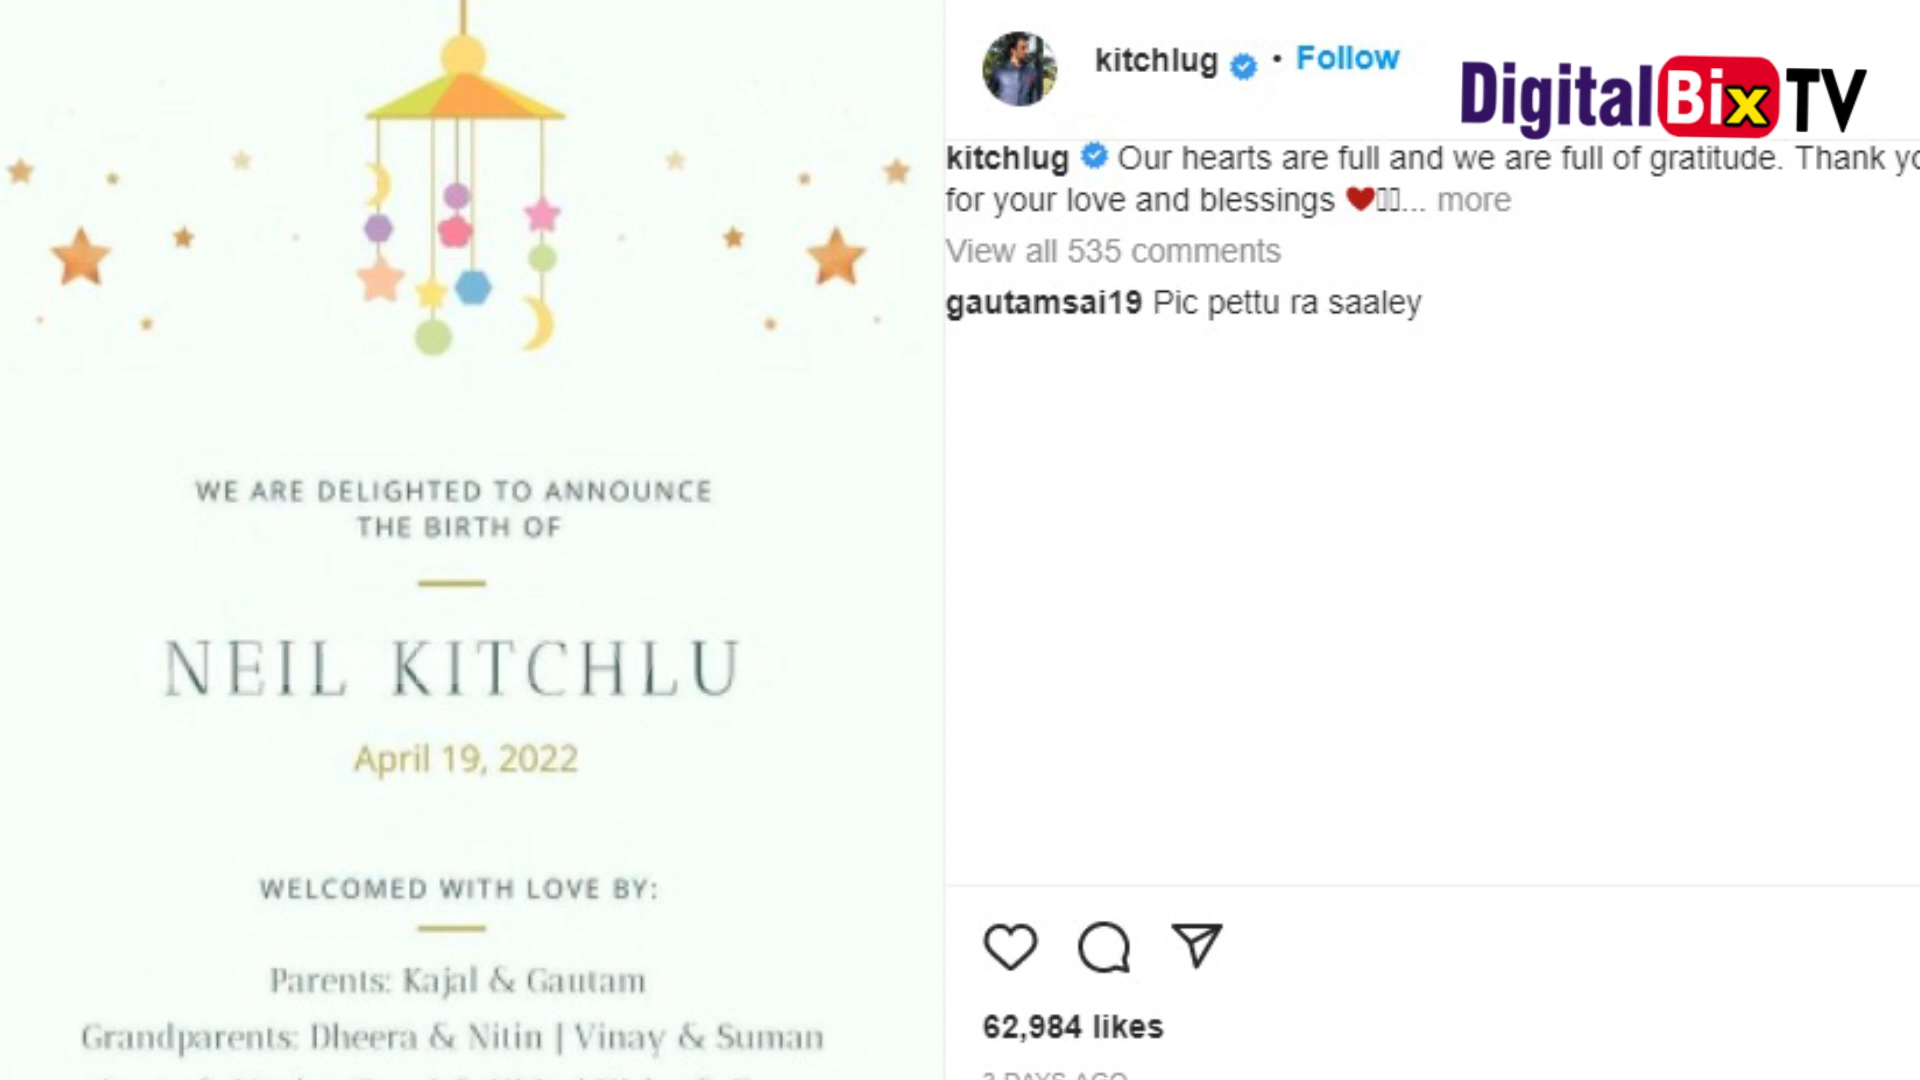 WE ARE DELIGHTED TO ANNOUNCE
THE BIRTH OF
NEIL KITCHLU
April 19, 2022
WELCOMED WITH LOVE BY:
Parents: Kajal & Gautam
Grandparents: Dheera & Nitin | Vinay & Suman
kitchlug • Follow
DigitalBixTV
kitchlug Our hearts are full and we are full of gratitude. Thank
for your love and blessings ❤️... more
View all 535 comments
gautamsai19 Pic pettu ra saaley
62,984 likes
DAYS AGO